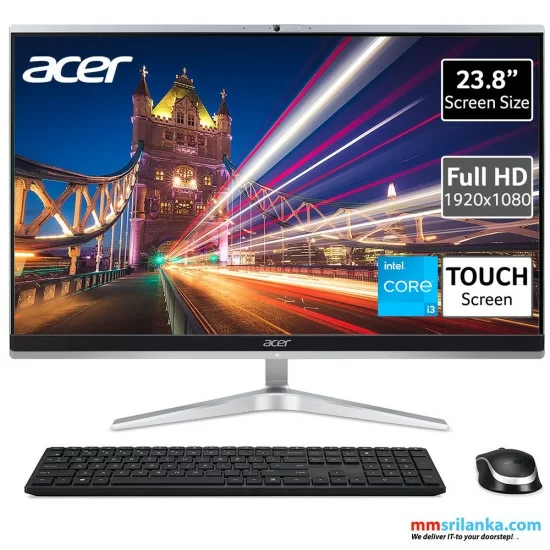 acer
23.8”
Screen Size
Full HD
1920x1080
intel
CORE
i3
TOUCH
Screen
acer
mmsrilanka.com
We deliver IT-to your doorstep! . .